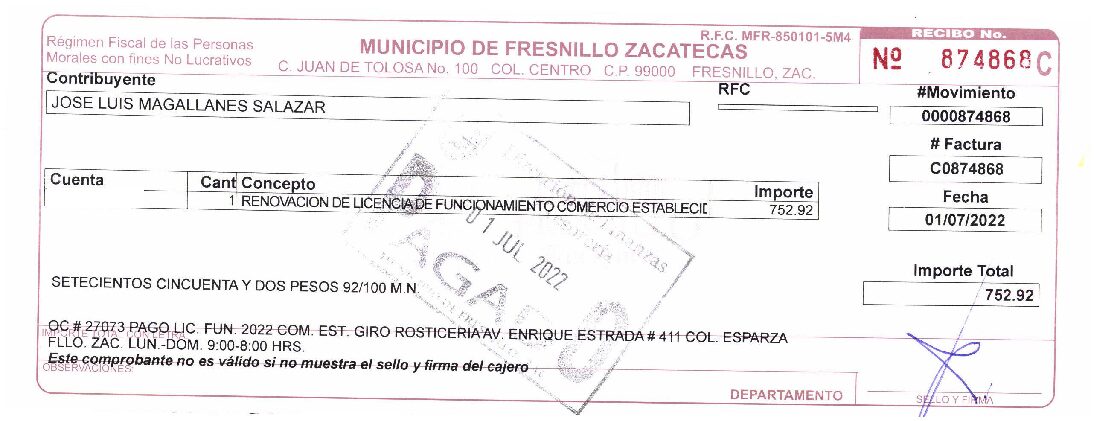 Régimen Fiscal de las Personas
Morales con fines No Lucrativos
MUNICIPIO DE FRESNILLO ZACATECAS
R.F.C. MFR-850101-5M4
C. JUAN DE TOLOSA No. 100 COL. CENTRO C.P. 99000 FRESNILLO, ZAC.
RECIBO No.
Nº 874868 C
Contribuyente
JOSE LUIS MAGALLANES SALAZAR
RFC
#Movimiento
0000874868
# Factura
C0874868
Fecha
01/07/2022
Cuenta Cant Concepto Importe
1 RENOVACION DE LICENCIA DE FUNCIONAMIENTO COMERCIO ESTABLECID 752.92
Dirección de Finanzas
Tesorería
01 JUL 2022
PAGADO
Importe Total
752.92
SETECIENTOS CINCUENTA Y DOS PESOS 92/100 M.N.
OC # 27073 PAGO LIC. FUN. 2022 COM. EST. GIRO ROSTICERIA AV. ENRIQUE ESTRADA # 411 COL. ESPARZA
FLLO. ZAC. LUN.-DOM. 9:00-8:00 HRS.
Este comprobante no es válido si no muestra el sello y firma del cajero
OBSERVACIONES:
DEPARTAMENTO
SELLO Y FIRMA